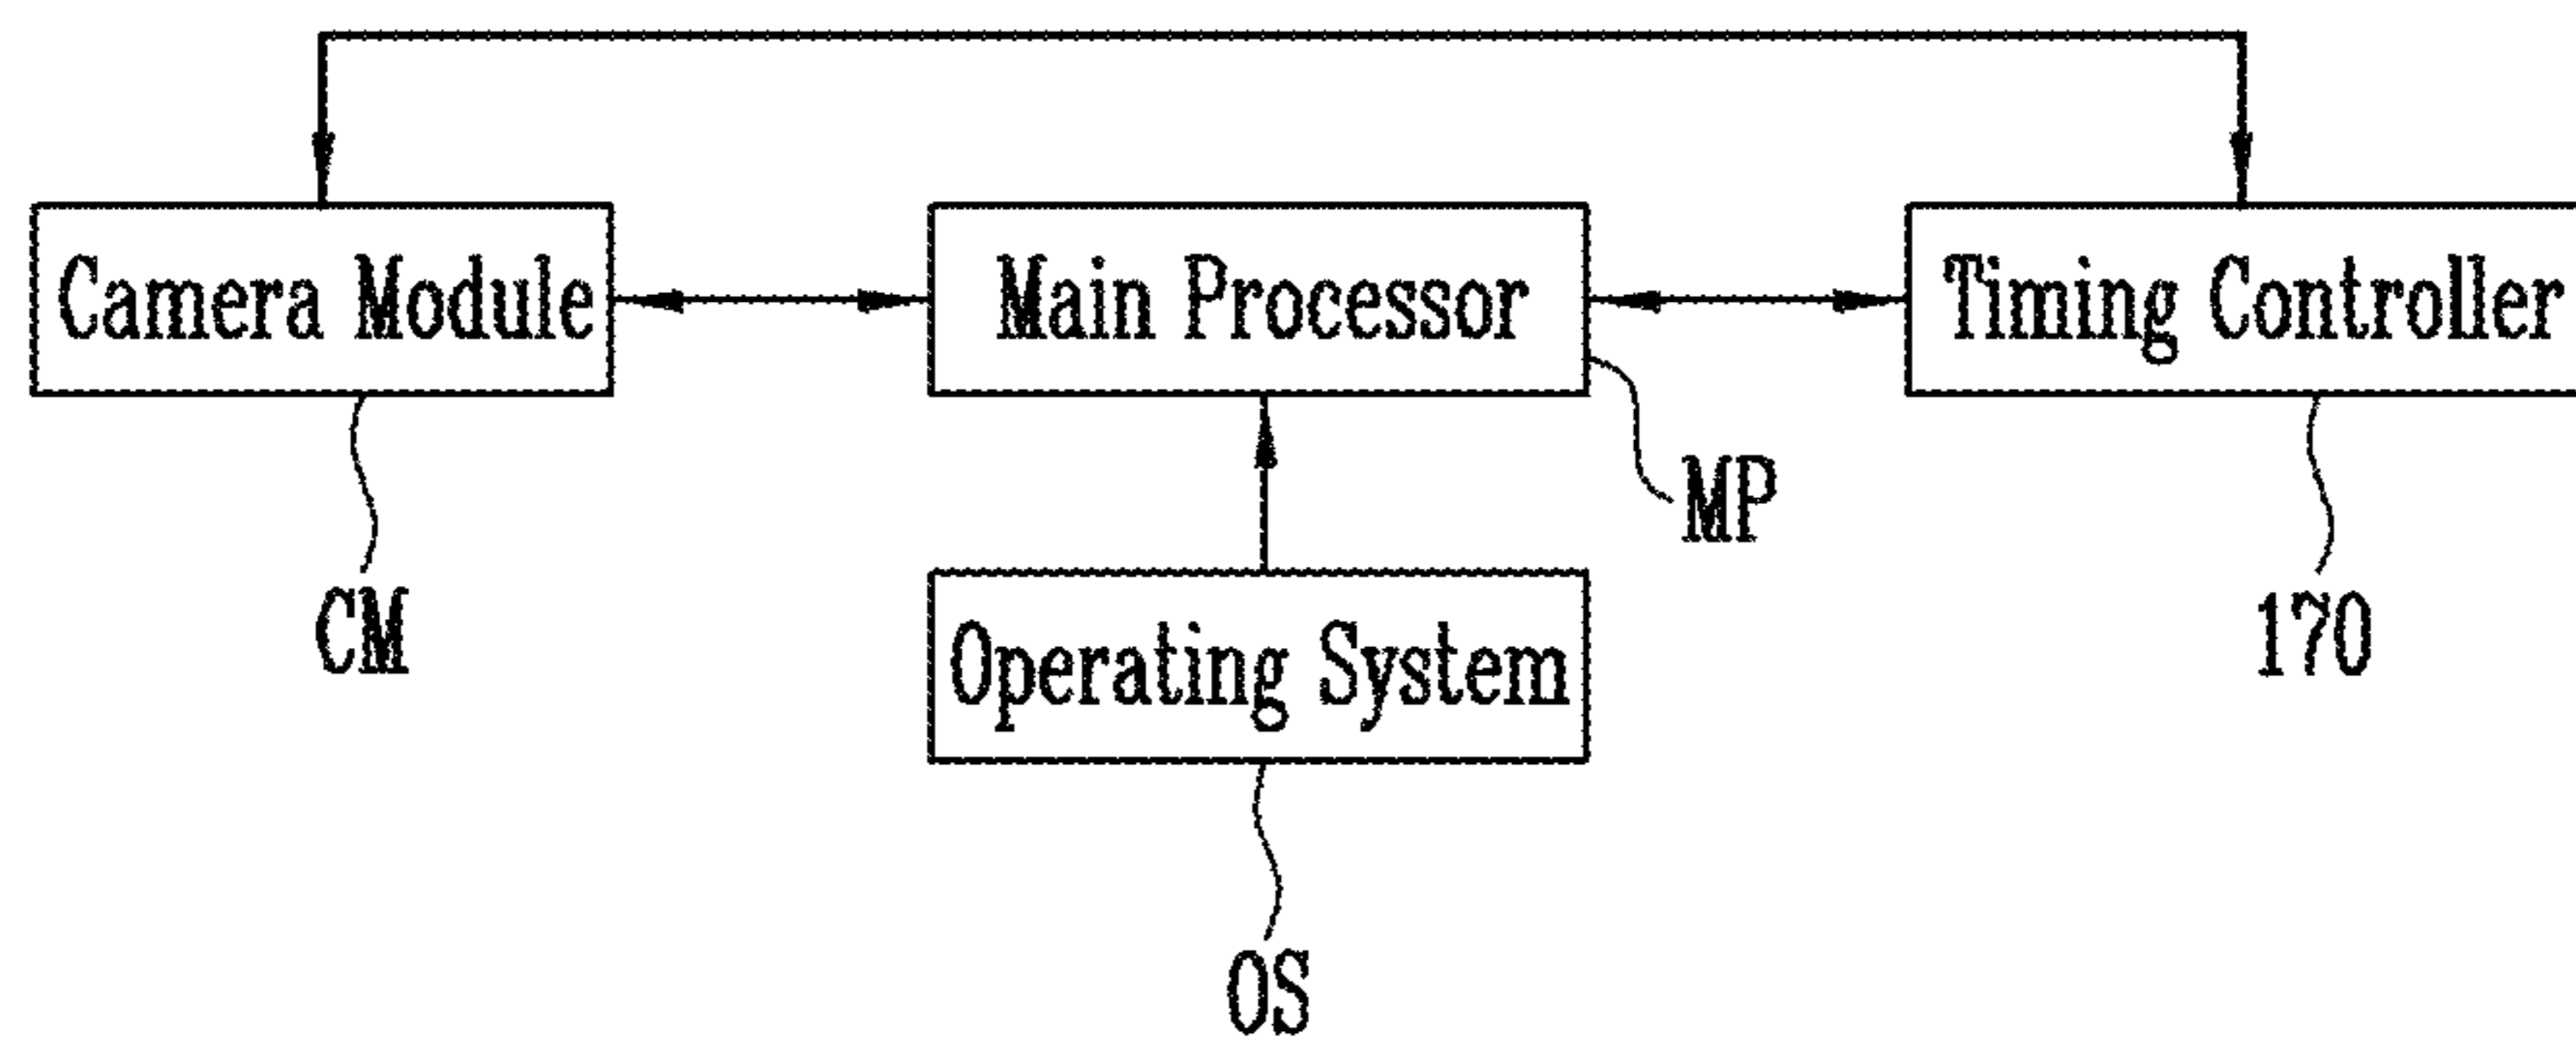 Camera Module
Main Processor
Timing Controller
MP
CM
170
Operating System
OS